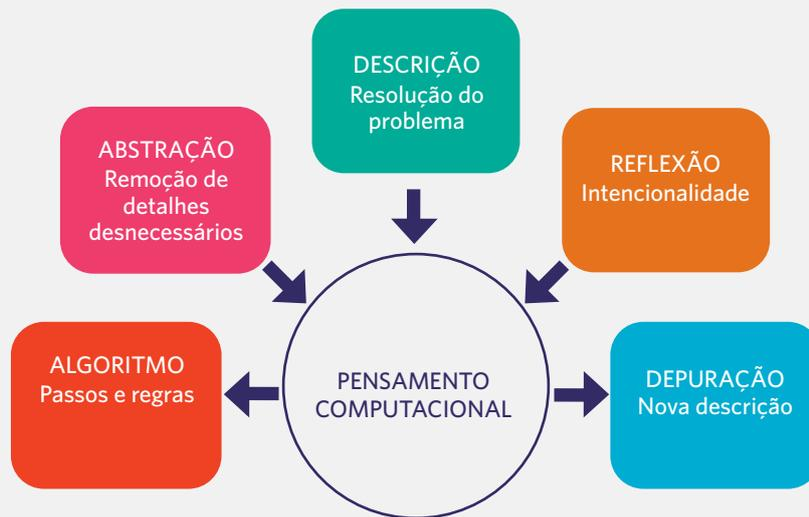 DESCRIÇÃO
Resolução do
problema
ABSTRAÇÃO
Remoção de
detalhes
desnecessários
REFLEXÃO
Intencionalidade
ALGORITMO
Passos e regras
PENSAMENTO
COMPUTACIONAL
DEPURAÇÃO
Nova descrição